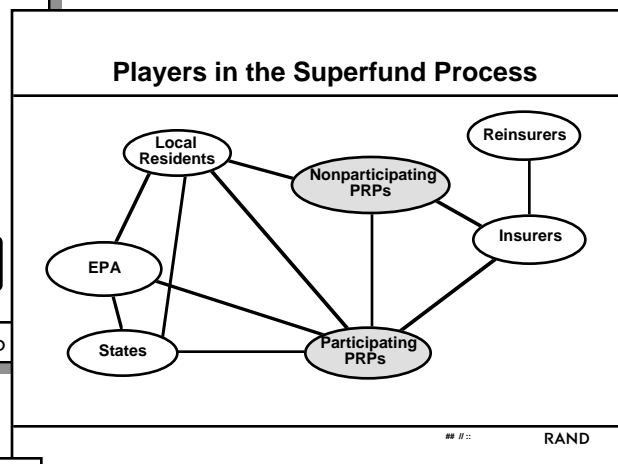 Players in the Superfund Process
Local
Residents
Reinsurers
Nonparticipating
PRPs
Insurers
EPA
States
Participating
PRPs
## // ::
RAND